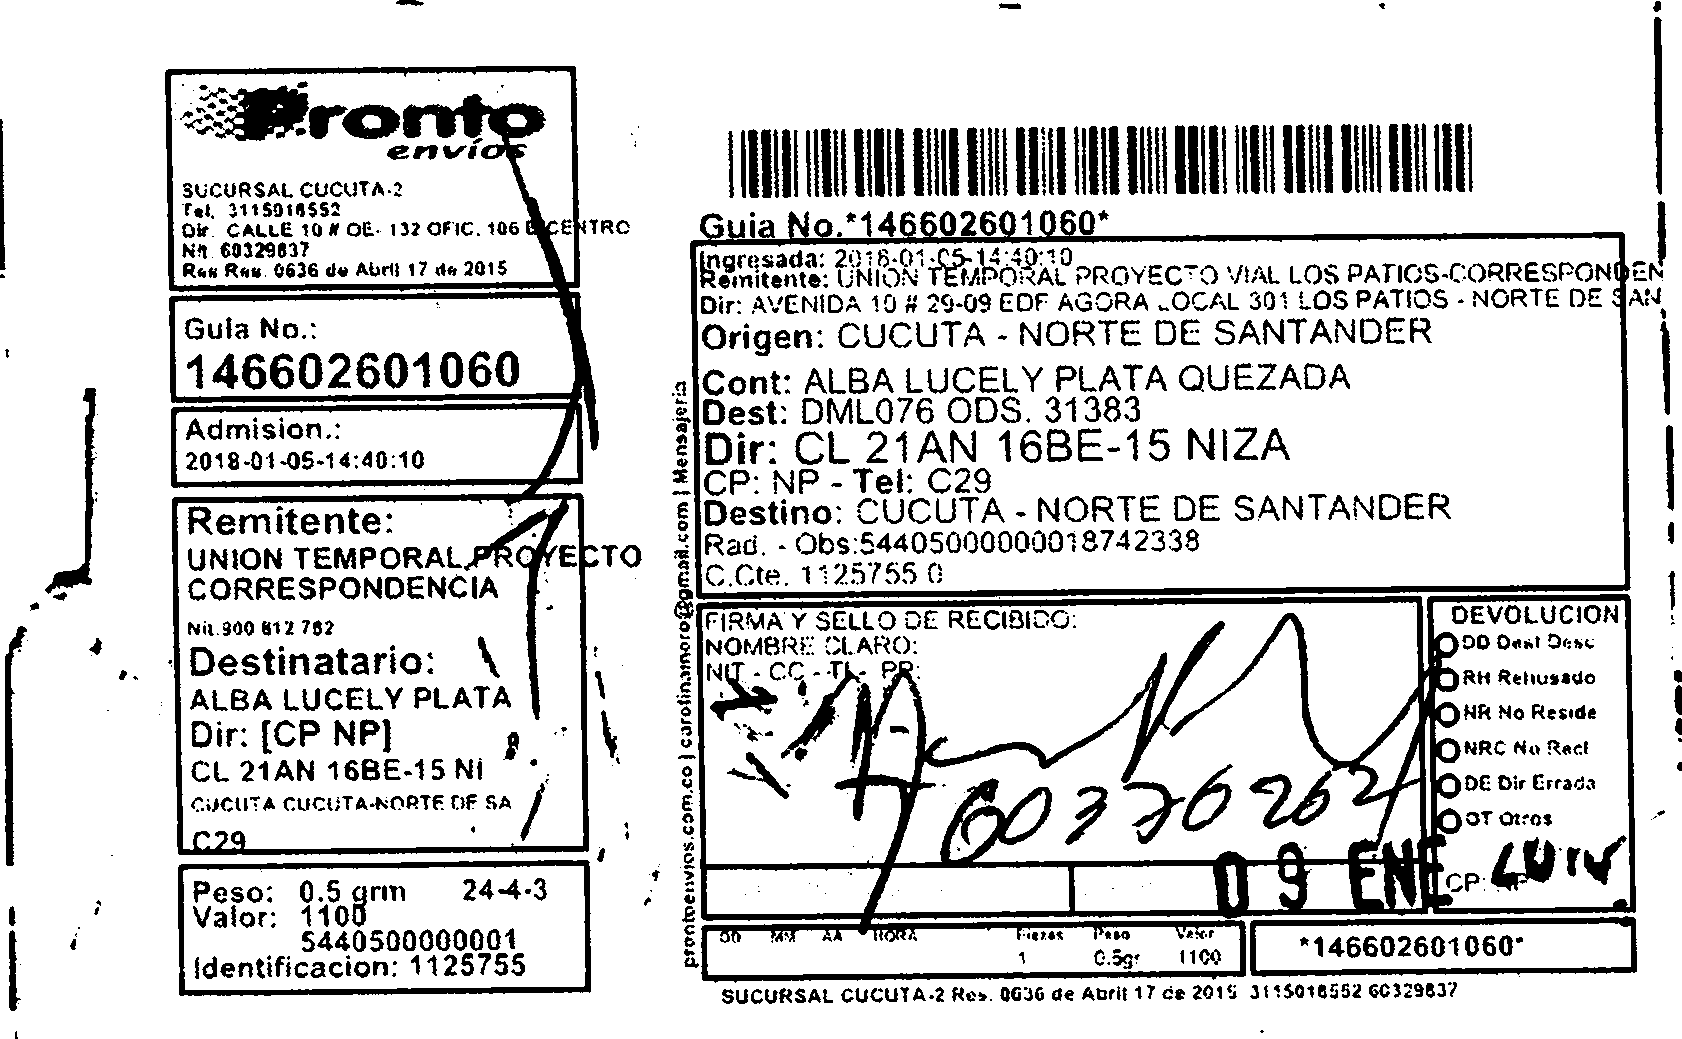 Pronto
envíos
SUCURSAL CUCUTA-2
Tel. 3115018552
Dir. CALLE 10 # OE- 132 OFIC. 106 B CENTRO
Nit. 60329837
Res Res. 0636 de Abril 17 de 2015
Guia No.:
146602601060
Admision.:
2018-01-05-14:40:10
Remitente:
UNION TEMPORAL PROYECTO
CORRESPONDENCIA
Nit.900 812 782
Destinatario:
ALBA LUCELY PLATA
Dir: [CP NP]
CL 21AN 16BE-15 NI
CUCUTA CUCUTA-NORTE DE SA
C29
Peso: 0.5 grm 24-4-3
Valor: 1100
5440500000001
Identificacion: 1125755
prontoenvios.com.co | carolinamoro@gmail.com | Mensajeria
Guia No.*146602601060*
Ingresada: 2018-01-05-14:40:10
Remitente: UNION TEMPORAL PROYECTO VIAL LOS PATIOS-CORRESPONDEN
Dir: AVENIDA 10 # 29-09 EDF AGORA LOCAL 301 LOS PATIOS - NORTE DE SAN
Origen: CUCUTA - NORTE DE SANTANDER
Cont: ALBA LUCELY PLATA QUEZADA
Dest: DML076 ODS. 31383
Dir: CL 21AN 16BE-15 NIZA
CP: NP - Tel: C29
Destino: CUCUTA - NORTE DE SANTANDER
Rad. - Obs:544050000000018742338
C.Cte. 1125755 0
FIRMA Y SELLO DE RECIBIDO:
NOMBRE CLARO:
NIT - CC - TI - PR:
60370262
09 ENE
DEVOLUCION
DD Dest Desc
RH Rehusado
NR No Reside
NRC No Recl
DE Dir Errada
OT Otros
CP:
DD MM AA HORA
Piezas Peso Valor
1 0.5gr 1100
*146602601060*
SUCURSAL CUCUTA-2 Res. 0636 de Abril 17 de 2015 3115018552 60329837